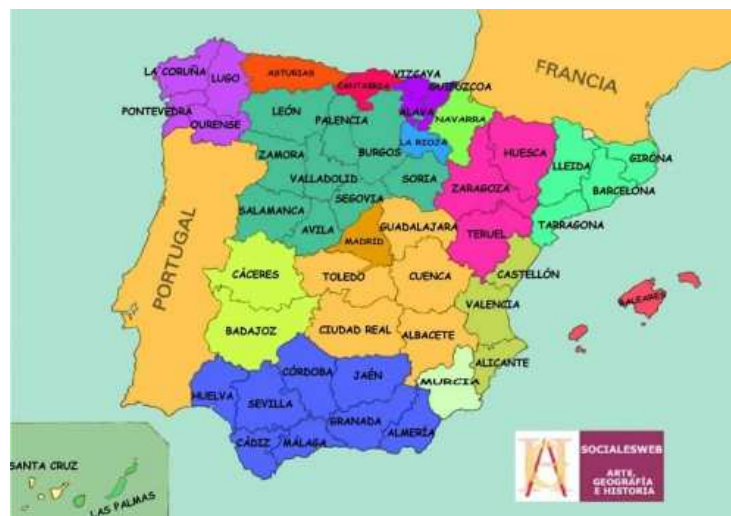 LA CORUÑA
LUGO
PONTEVEDRA
OURENSE
ASTURIAS
CANTABRIA
VIZCAYA
GUIPÚZCOA
ALAVA
NAVARRA
LA RIOJA
FRANCIA
LEÓN
PALENCIA
BURGOS
ZAMORA
VALLADOLID
SORIA
SEGOVIA
SALAMANCA
AVILA
HUESCA
ZARAGOZA
TERUEL
LLEIDA
GIRONA
BARCELONA
TARRAGONA
PORTUGAL
MADRID
GUADALAJARA
CÁCERES
TOLEDO
CUENCA
CASTELLÓN
VALENCIA
BALEARES
BADAJOZ
CIUDAD REAL
ALBACETE
ALICANTE
MURCIA
HUELVA
SEVILLA
CÓRDOBA
JAÉN
GRANADA
ALMERÍA
CÁDIZ
MÁLAGA
SANTA CRUZ
LAS PALMAS
SOCIALESWEB
ARTE,
GEOGRAFÍA
E HISTORIA